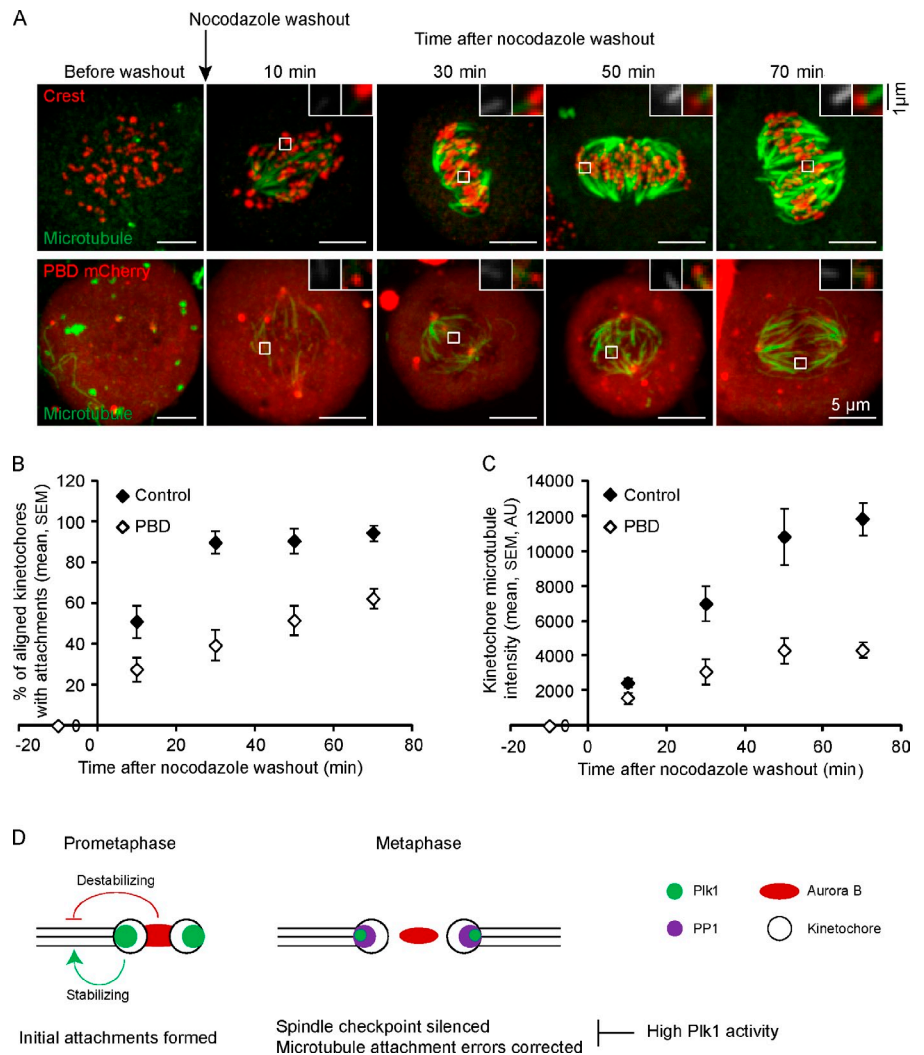 A
Nocodazole washout
Time after nocodazole washout
Before washout
10 min
30 min
50 min
70 min
1μm
Crest
Microtubule
PBD mCherry
Microtubule
5 μm
B
% of aligned kinetochores
with attachments (mean, SEM)
120
100
80
60
40
20
0
Control
PBD
-20
0
20
40
60
80
Time after nocodazole washout (min)
C
Kinetochore microtubule
intensity (mean, SEM, AU)
14000
12000
10000
8000
6000
4000
2000
0
Control
PBD
-20
0
20
40
60
80
Time after nocodazole washout (min)
D
Prometaphase
Destabilizing
Stabilizing
Initial attachments formed
Metaphase
Spindle checkpoint silenced
Microtubule attachment errors corrected
High Plk1 activity
Plk1
Aurora B
PP1
Kinetochore